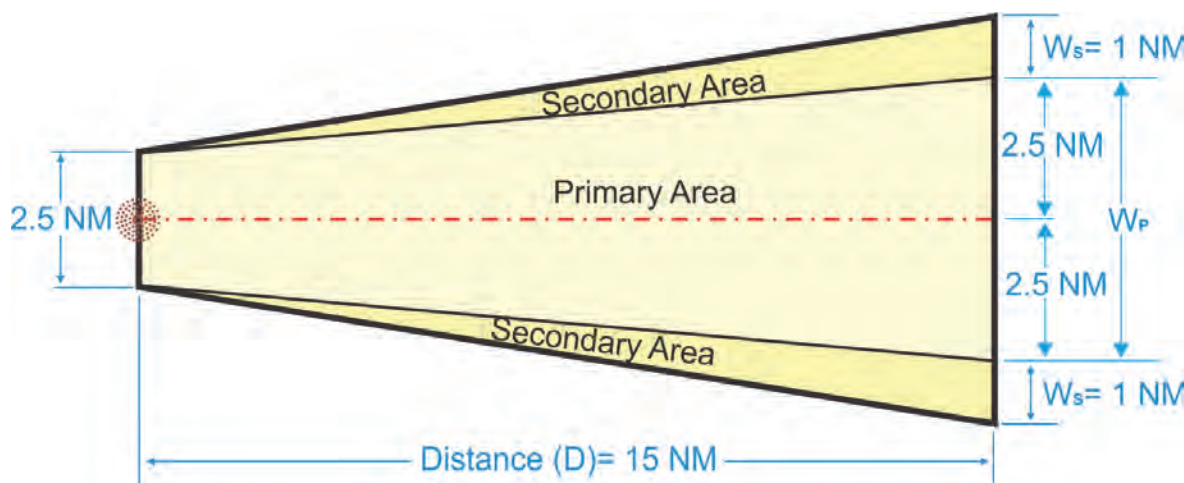 Wₛ= 1 NM
Secondary Area
2.5 NM
Primary Area
2.5 NM
Wₚ
2.5 NM
Secondary Area
Wₛ= 1 NM
Distance (D)= 15 NM